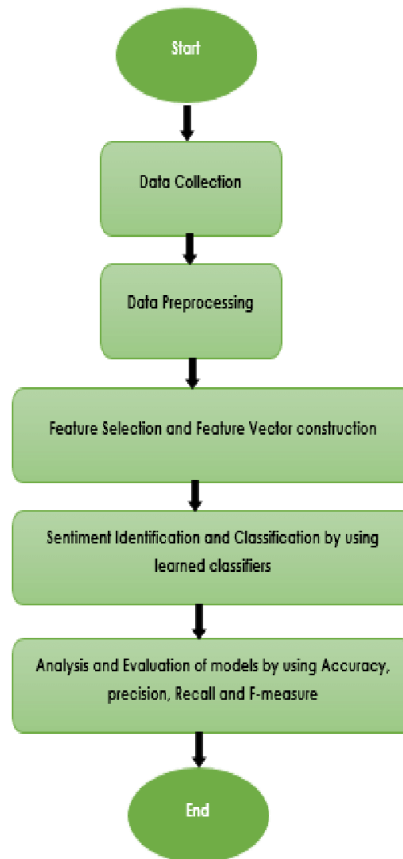 Start
Data Collection
Data Preprocessing
Feature Selection and Feature Vector construction
Sentiment Identification and Classification by using
learned classifiers
Analysis and Evaluation of models by using Accuracy,
precision, Recall and F-measure
End